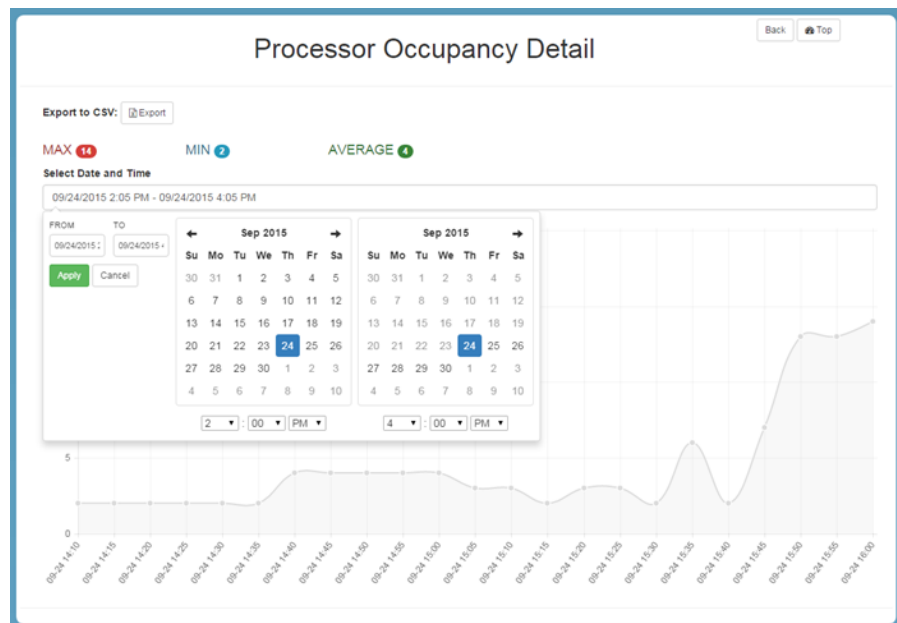 Back Top
Processor Occupancy Detail
Export to CSV: Export
MAX 14 MIN 2 AVERAGE 4
Select Date and Time
09/24/2015 2:05 PM - 09/24/2015 4:05 PM
FROM TO
09/24/2015 09/24/2015
Apply Cancel
Sep 2015
Su Mo Tu We Th Fr Sa
30 31 1 2 3 4 5
6 7 8 9 10 11 12
13 14 15 16 17 18 19
20 21 22 23 24 25 26
27 28 29 30 1 2 3
4 5 6 7 8 9 10
2 : 00 PM
Sep 2015
Su Mo Tu We Th Fr Sa
30 31 1 2 3 4 5
6 7 8 9 10 11 12
13 14 15 16 17 18 19
20 21 22 23 24 25 26
27 28 29 30 1 2 3
4 5 6 7 8 9 10
4 : 00 PM
5
0
09-24 14:10
09-24 14:15
09-24 14:20
09-24 14:25
09-24 14:30
09-24 14:35
09-24 14:40
09-24 14:45
09-24 14:50
09-24 14:55
09-24 15:00
09-24 15:05
09-24 15:10
09-24 15:15
09-24 15:20
09-24 15:25
09-24 15:30
09-24 15:35
09-24 15:40
09-24 15:45
09-24 15:50
09-24 15:55
09-24 16:00